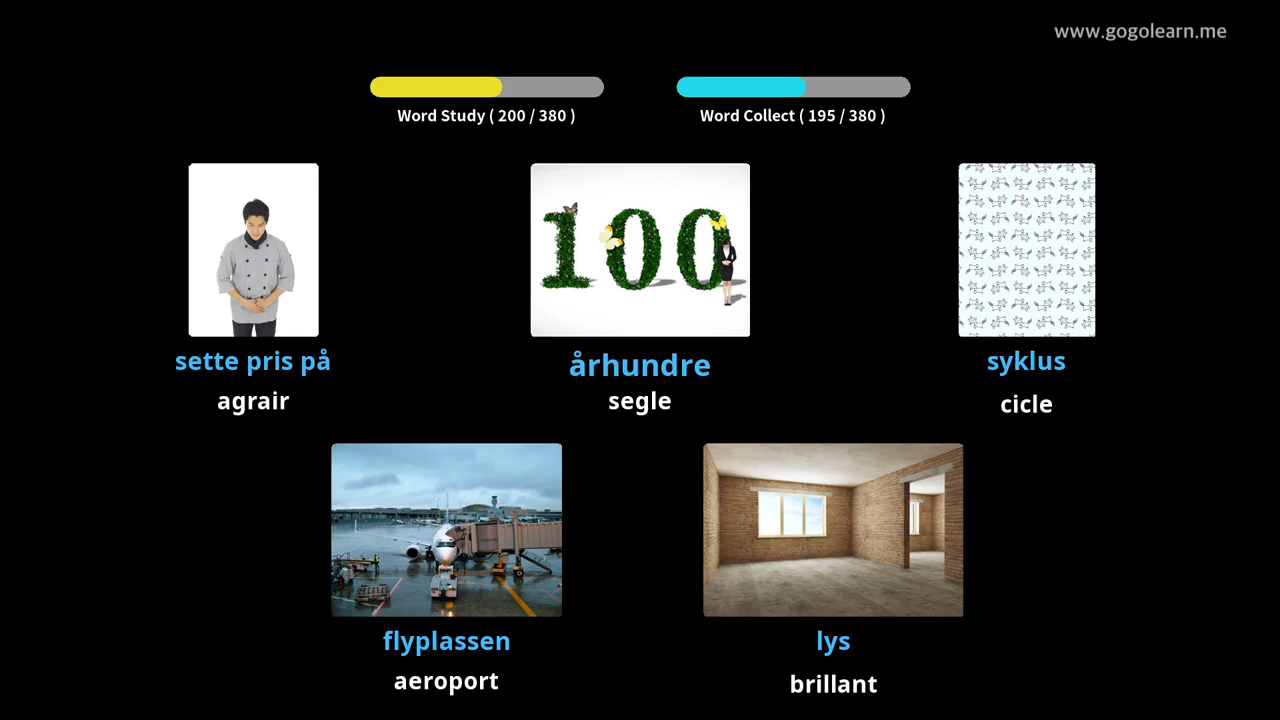 www.gogolearn.me
Word Study ( 200 / 380 )
Word Collect ( 195 / 380 )
sette pris på
agrair
århundre
segle
syklus
cicle
flyplassen
aeroport
lys
brillant